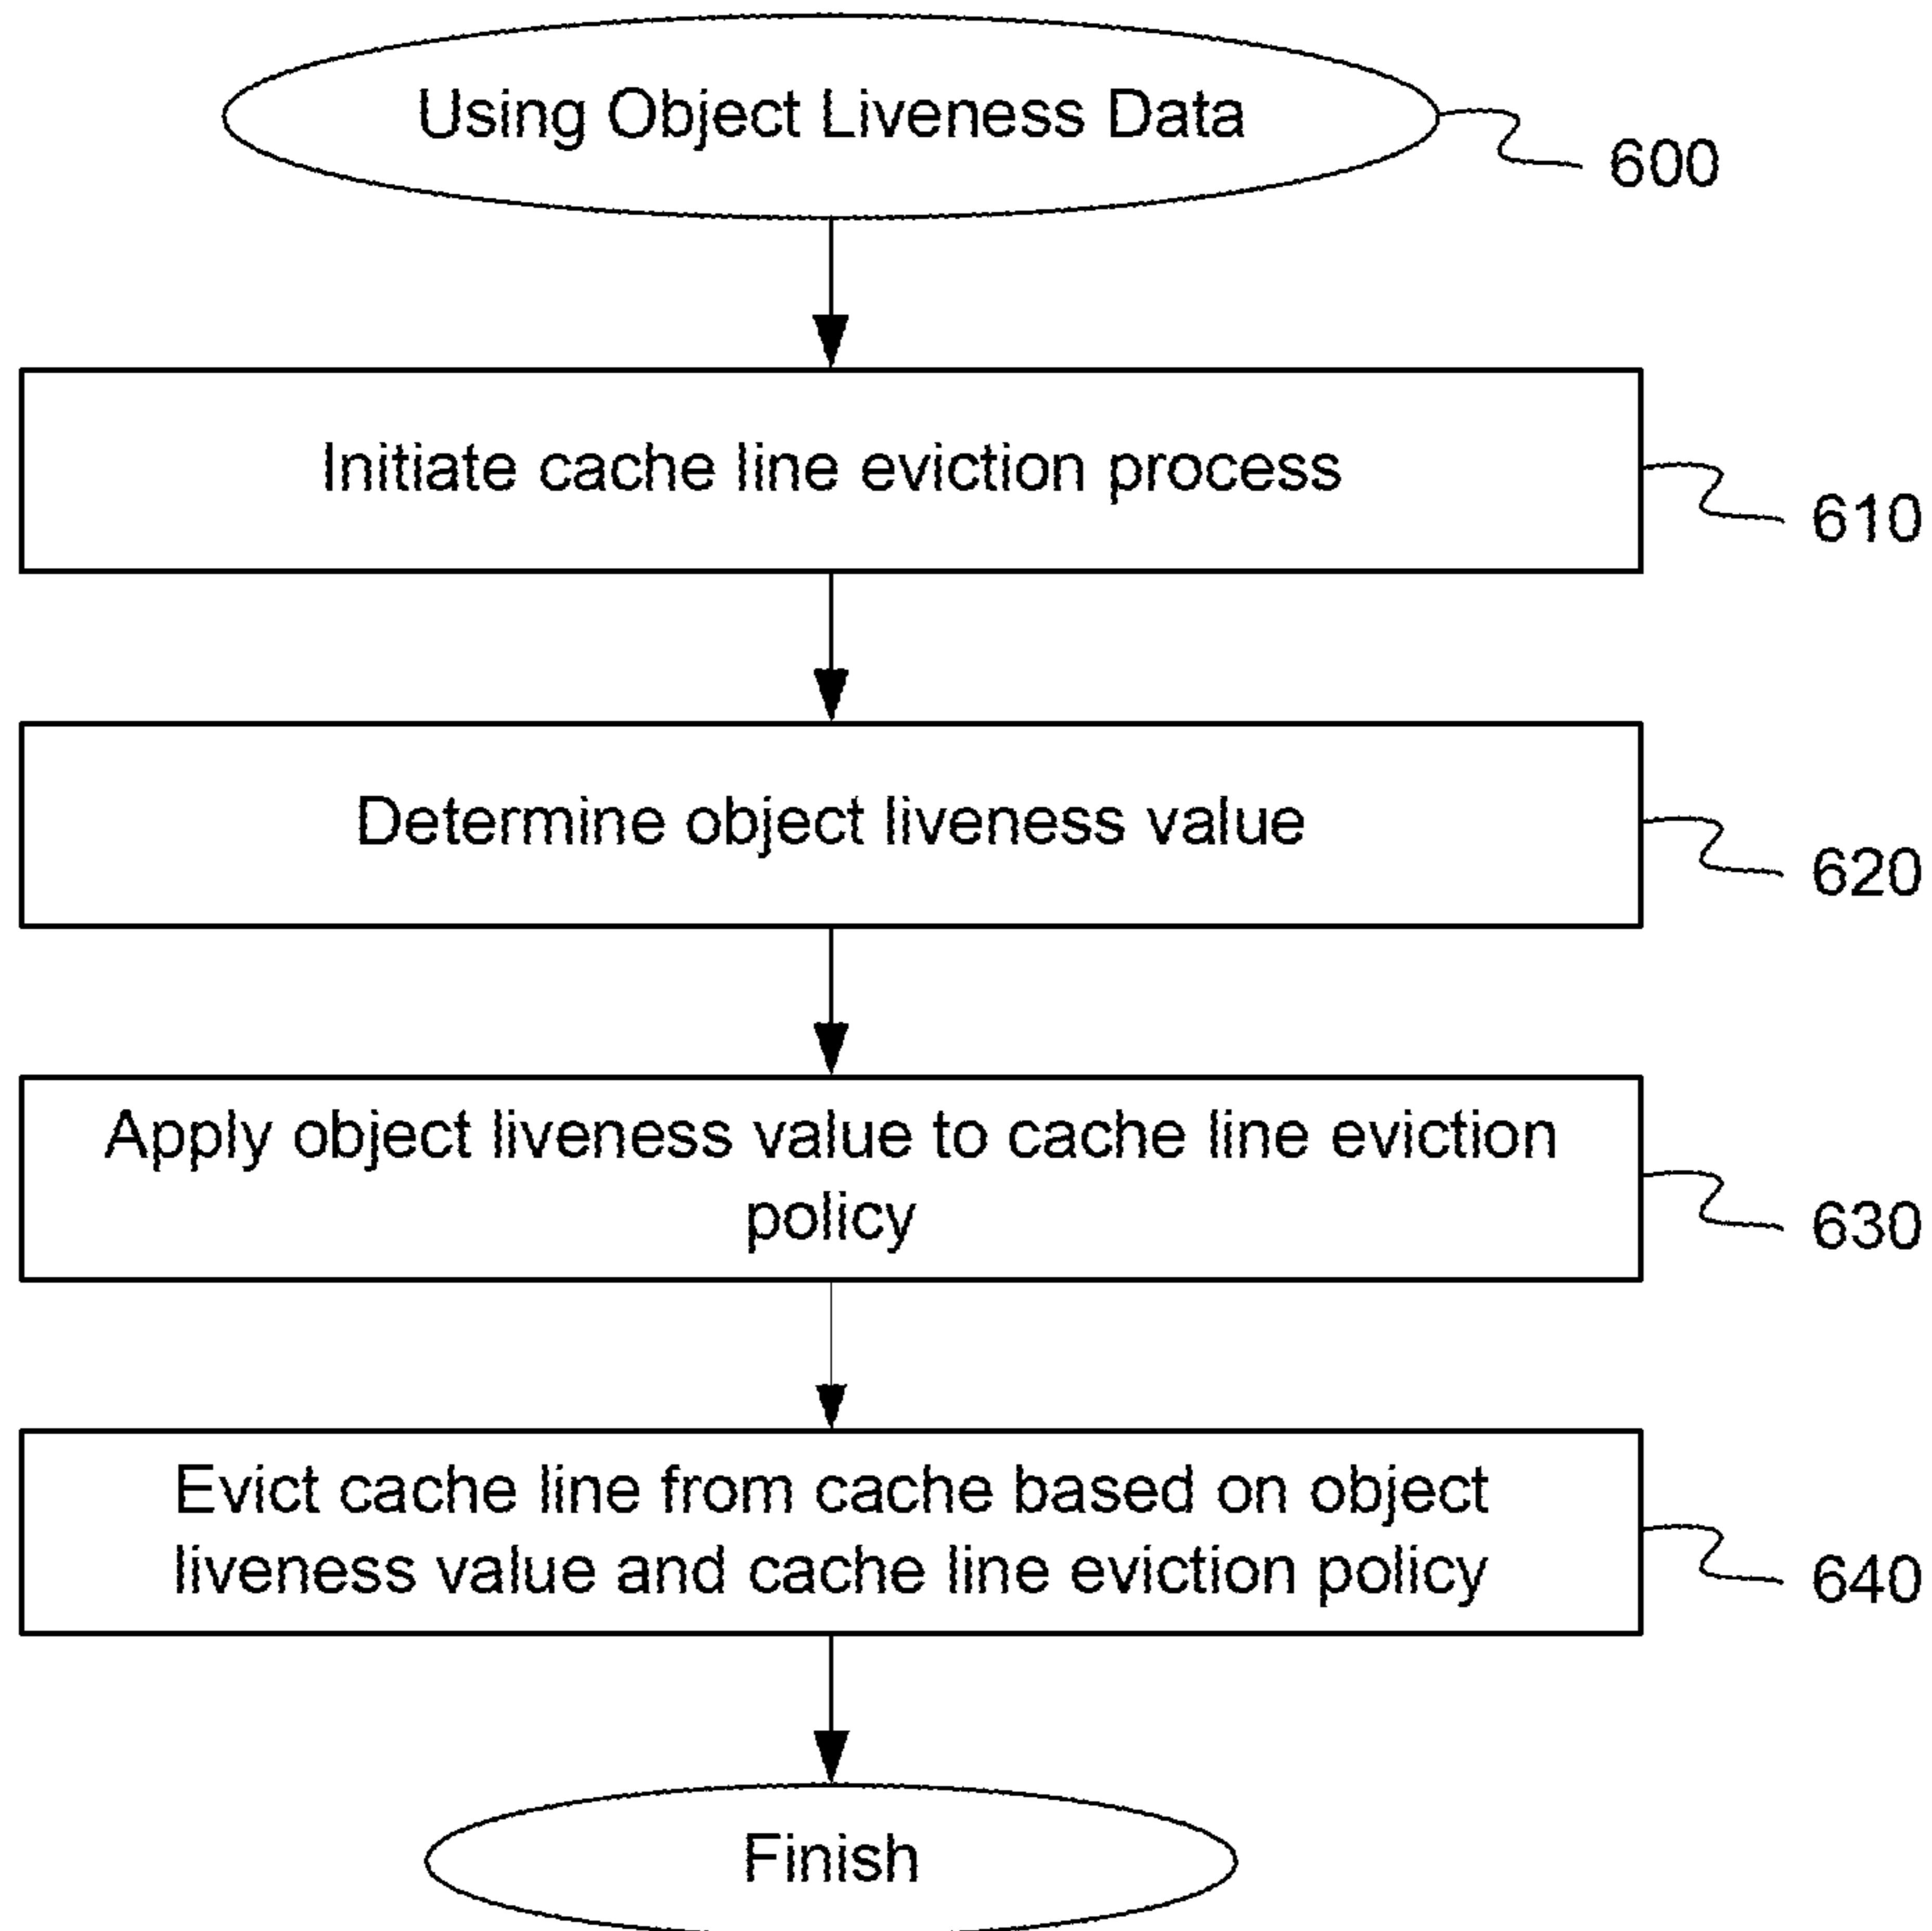 Using Object Liveness Data
600
Initiate cache line eviction process
610
Determine object liveness value
620
Apply object liveness value to cache line eviction
policy
630
Evict cache line from cache based on object
liveness value and cache line eviction policy
640
Finish